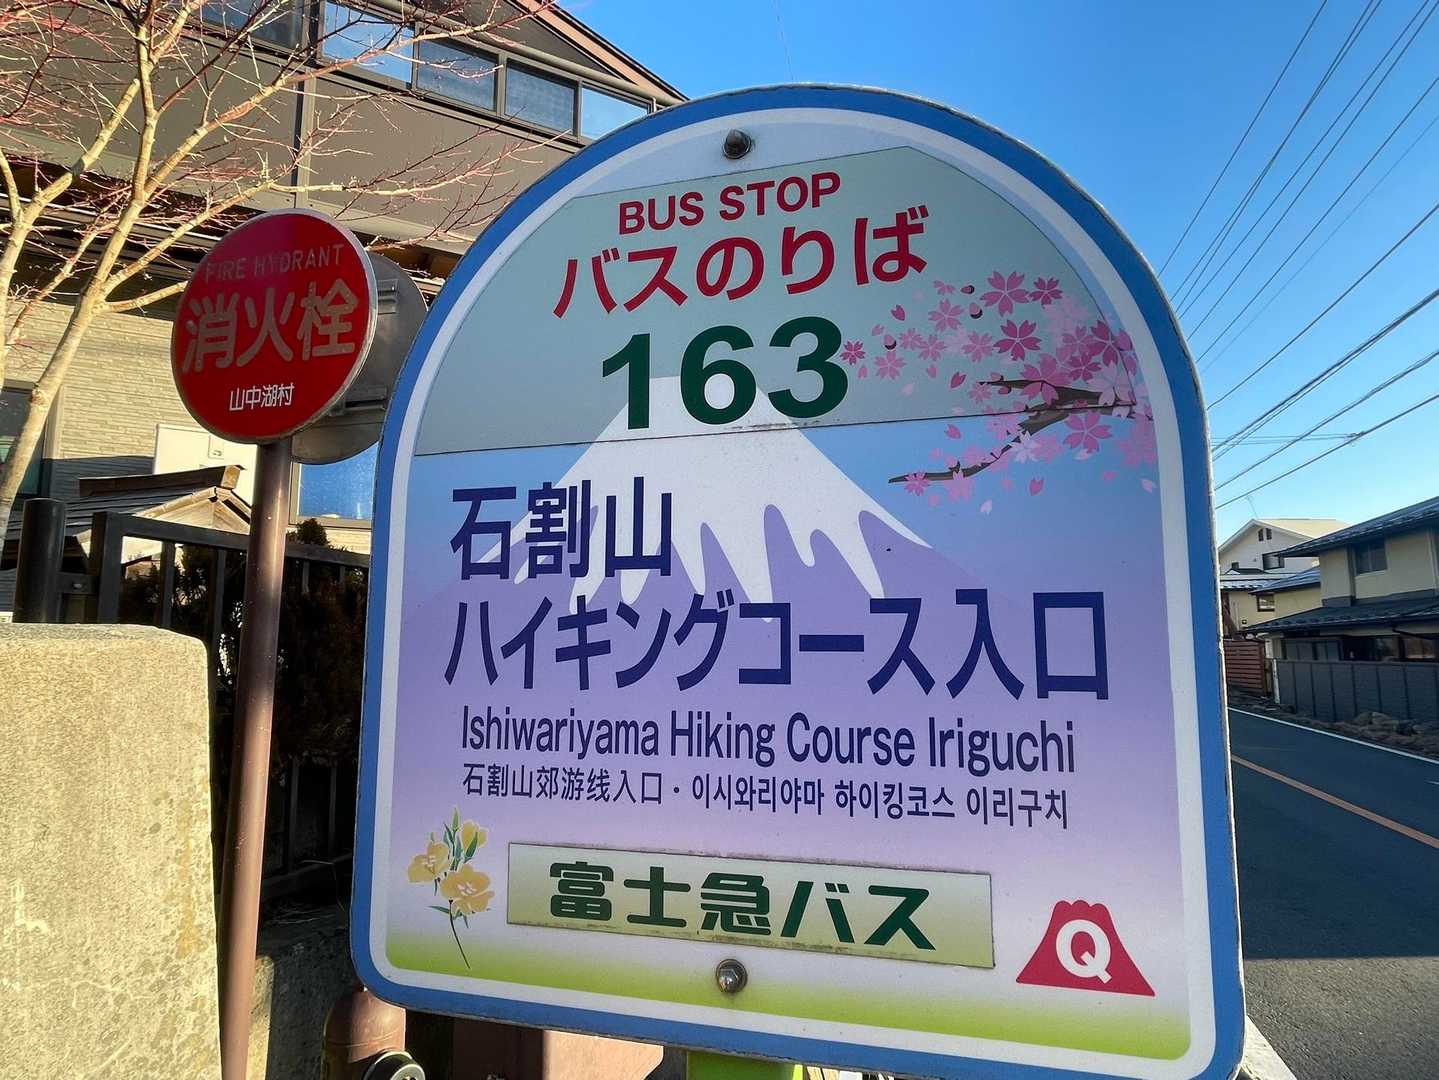 FIRE HYDRANT
消火栓
山中湖村
BUS STOP
バスのりば
163
石割山
ハイキングコース入口
Ishiwariyama Hiking Course Iriguchi
石割山郊游线入口・이시와리야마 하이킹코스 이리구치
富士急バス
Q